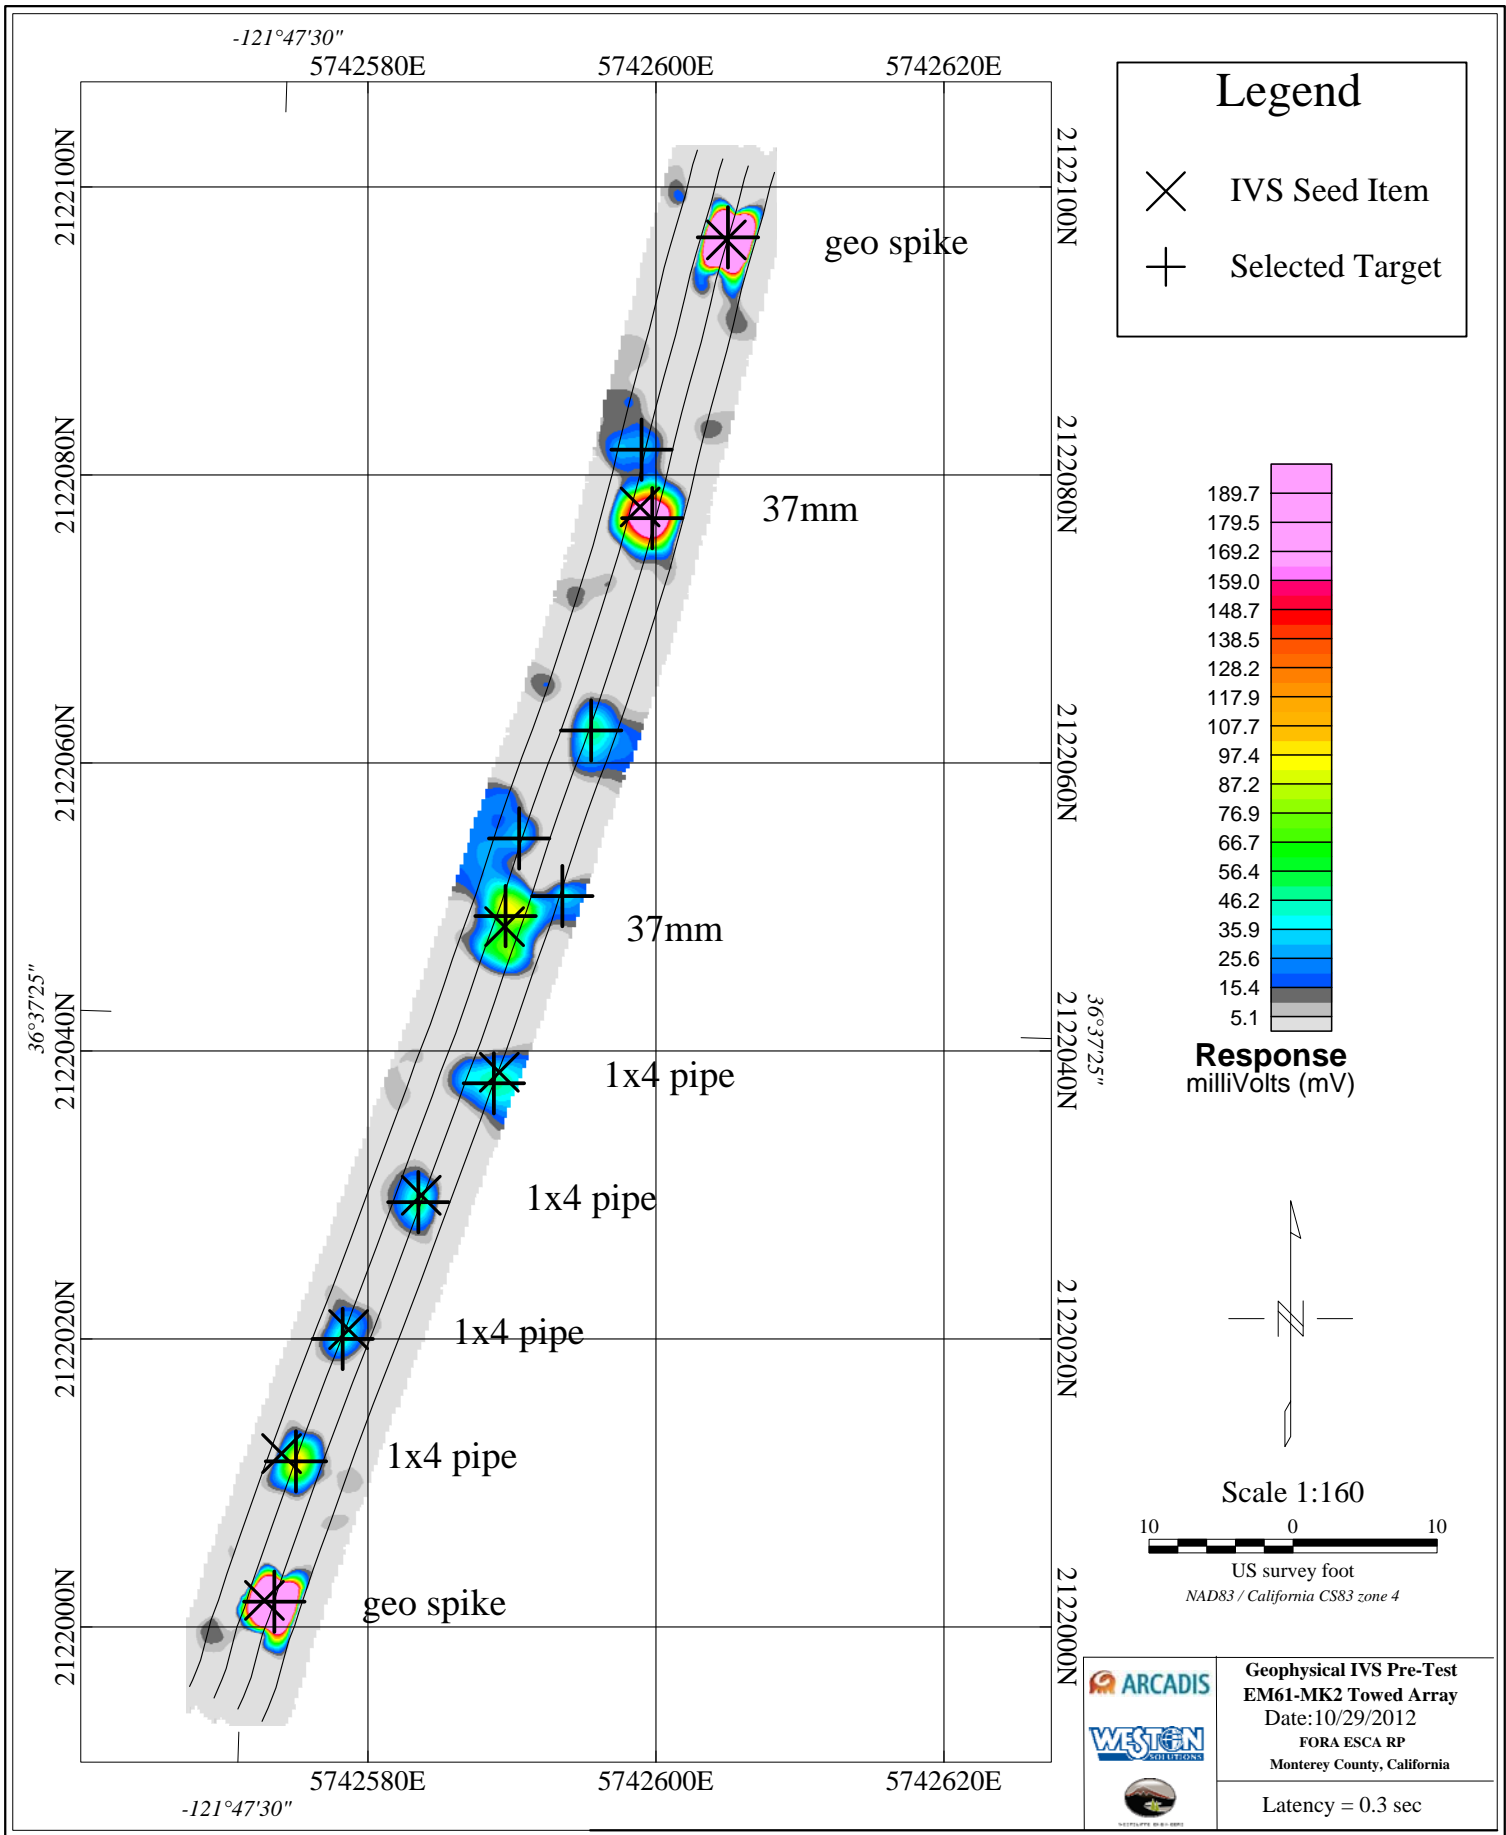 -121°47'30"
5742580E 5742600E 5742620E
Legend
IVS Seed Item
Selected Target
2122100N
2122100N
geo spike
2122080N
2122080N
37mm
2122060N
2122060N
37mm
36°37'25"
36°37'25"
2122040N
2122040N
1x4 pipe
1x4 pipe
2122020N
2122020N
1x4 pipe
1x4 pipe
2122000N
2122000N
geo spike
5742580E 5742600E 5742620E
-121°47'30"
189.7
179.5
169.2
159.0
148.7
138.5
128.2
117.9
107.7
97.4
87.2
76.9
66.7
56.4
46.2
35.9
25.6
15.4
5.1
Response
milliVolts (mV)
N
Scale 1:160
10 0 10
US survey foot
NAD83 / California CS83 zone 4
ARCADIS
WESTON
SOLUTIONS
Geophysical IVS Pre-Test
EM61-MK2 Towed Array
Date:10/29/2012
FORA ESCA RP
Monterey County, California
Latency = 0.3 sec